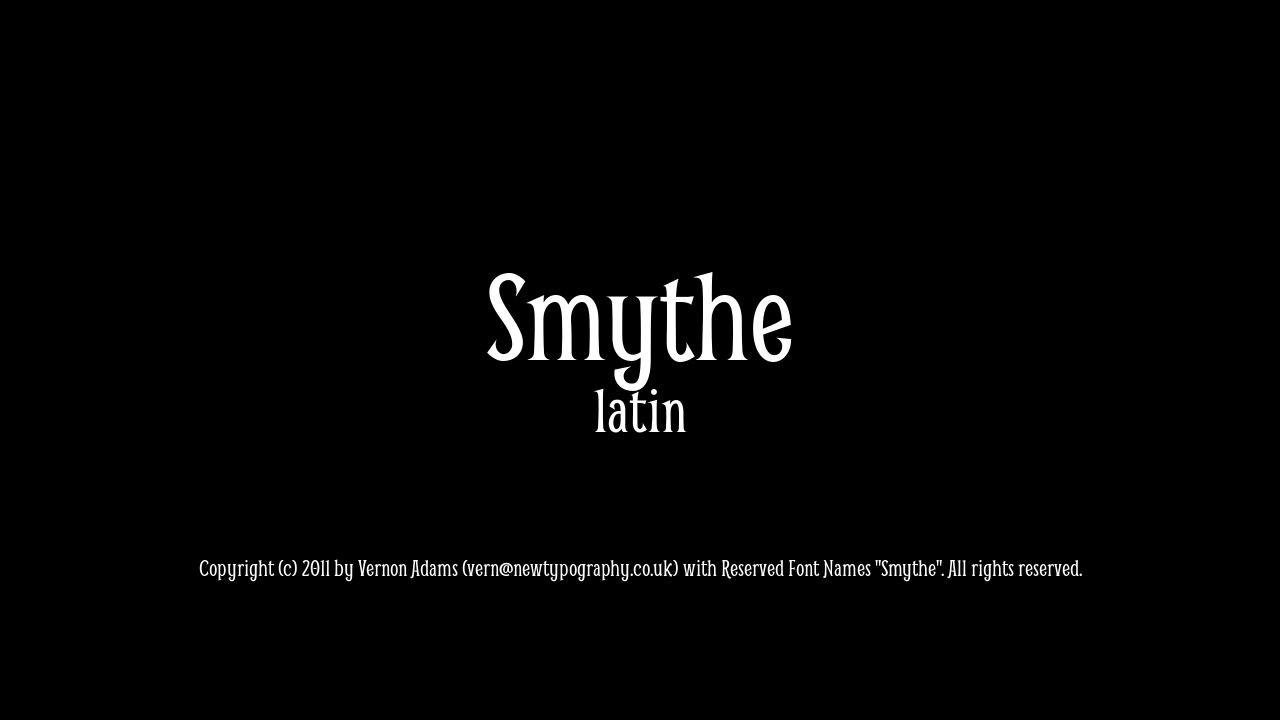 Smythe
latin
Copyright (c) 2011 by Vernon Adams (vern@newtypography.co.uk) with Reserved Font Names "Smythe". All rights reserved.